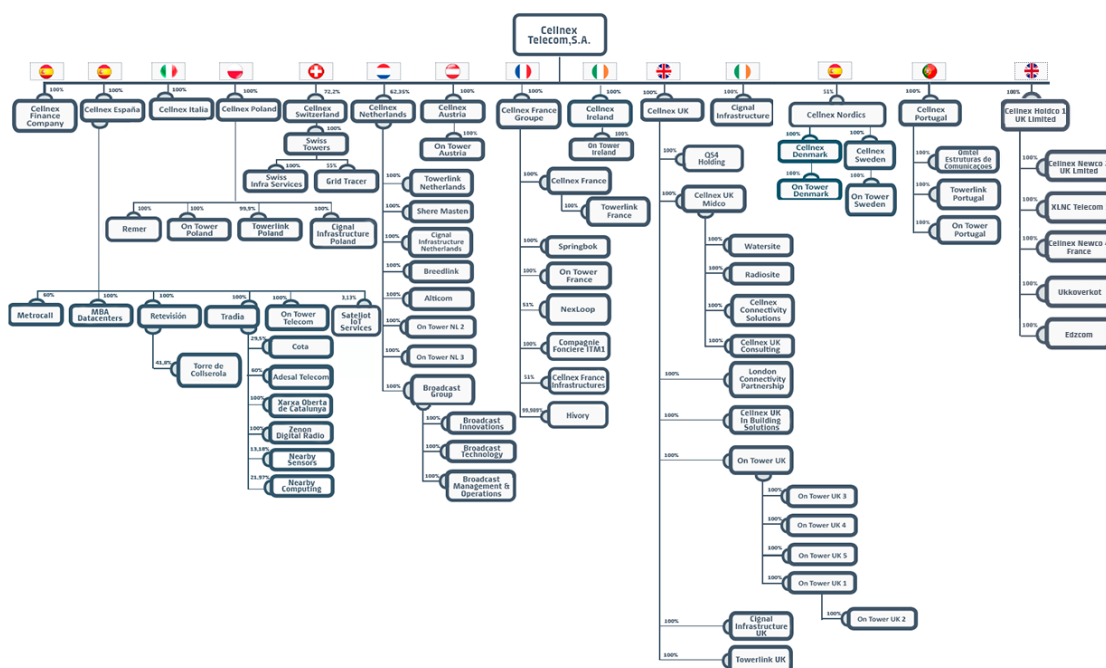 Cellnex
Telecom,S.A.
100%
100%
100%
100%
72,2%
62,35%
100%
100%
100%
100%
100%
51%
100%
100%
Cellnex
Finance
Company
Cellnex España
Cellnex Italia
Cellnex Poland
Cellnex
Switzerland
Cellnex
Netherlands
Cellnex
Austria
Cellnex France
Groupe
Cellnex
Ireland
Cellnex UK
Cignal
Infrastructure
Cellnex Nordics
Cellnex
Portugal
Cellnex Holdco 1
UK Limited
100%
Swiss
Towers
100%
Swiss
Infra Services
55%
Grid Tracer
100%
On Tower
Austria
100%
On Tower
Ireland
100%
Remer
100%
On Tower
Poland
99,9%
Towerlink
Poland
100%
Cignal
Infrastructure
Poland
60%
Metrocall
100%
MBA
Datacenters
100%
Retevisión
100%
Tradia
100%
On Tower
Telecom
3,13%
Sateliot IoT
Services
41,8%
Torre de
Collserola
29,5%
Cota
60%
Adesal Telecom
100%
Xarxa Oberta
de Catalunya
100%
Zenon
Digital Radio
13,18%
Nearby
Sensors
21,97%
Nearby
Computing
100%
Towerlink
Netherlands
100%
Shere Masten
100%
Cignal
Infrastructure
Netherlands
100%
Breedlink
100%
Alticom
100%
On Tower NL 2
100%
On Tower NL 3
100%
Broadcast
Group
100%
Broadcast
Innovations
100%
Broadcast
Technology
100%
Broadcast
Management &
Operations
100%
Cellnex France
100%
Towerlink
France
100%
Springbok
100%
On Tower
France
51%
NexLoop
100%
Compagnie
Fonciere ITM1
51%
Cellnex France
Infrastructures
99,989%
Hivory
100%
QS4
Holding
100%
Cellnex UK
Midco
100%
Watersite
100%
Radiosite
100%
Cellnex
Connectivity
Solutions
100%
Cellnex UK
Consulting
100%
London
Connectivity
Partnership
100%
Cellnex UK
In Building
Solutions
100%
On Tower UK
100%
On Tower UK 3
100%
On Tower UK 4
100%
On Tower UK 5
100%
On Tower UK 1
100%
On Tower UK 2
100%
Cignal
Infrastructure
UK
100%
Towerlink UK
100%
Cellnex
Denmark
100%
Cellnex
Sweden
100%
On Tower
Denmark
100%
On Tower
Sweden
100%
Omtel
Estruturas de
Comunicaçoes
100%
Towerlink
Portugal
100%
On Tower
Portugal
100%
Cellnex Newco
UK Lmited
100%
XLNC Telecom
100%
Cellnex Newco
France
100%
Ukkoverkot
100%
Edzcom